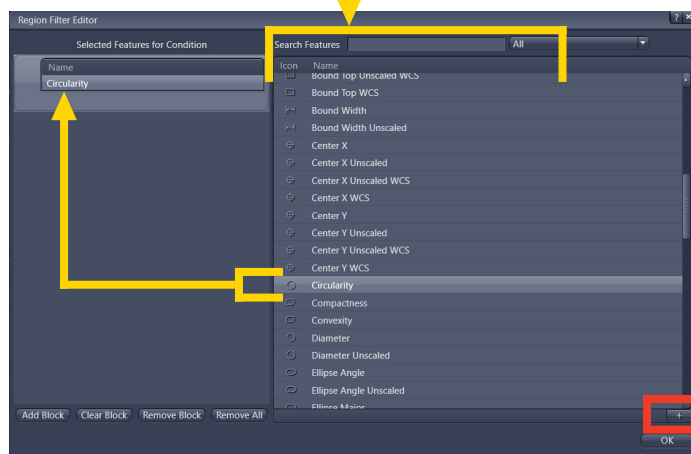 Region Filter Editor
? ×
Selected Features for Condition
Search Features
All
Name
Circularity
Icon Name
Bound Top Unscaled WCS
Bound Top WCS
Bound Width
Bound Width Unscaled
Center X
Center X Unscaled
Center X Unscaled WCS
Center X WCS
Center Y
Center Y Unscaled
Center Y Unscaled WCS
Center Y WCS
Circularity
Compactness
Convexity
Diameter
Diameter Unscaled
Ellipse Angle
Ellipse Angle Unscaled
Ellipse Major
Add Block Clear Block Remove Block Remove All
+
OK